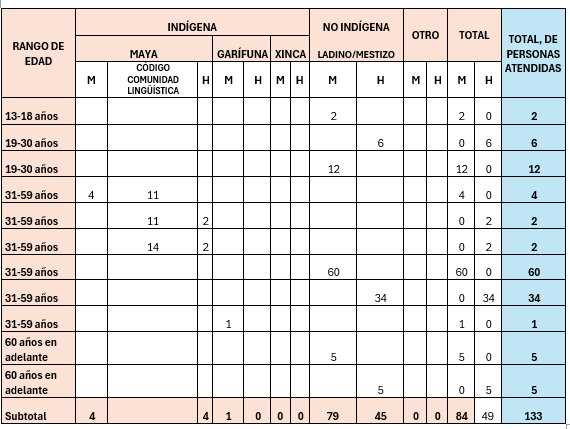 RANGO DE EDAD | INDÍGENA | NO INDÍGENA | OTRO | TOTAL | TOTAL, DE PERSONAS ATENDIDAS
MAYA | GARÍFUNA | XINCA | LADINO/MESTIZO
M | CÓDIGO COMUNIDAD LINGÜÍSTICA | H | M | H | M | H | M | H | M | H | M | H
13-18 años | 2 | 2 | 0 | 2
19-30 años | 6 | 0 | 6 | 6
19-30 años | 12 | 12 | 0 | 12
31-59 años | 4 | 11 | 4 | 0 | 4
31-59 años | 11 | 2 | 0 | 2 | 2
31-59 años | 14 | 2 | 0 | 2 | 2
31-59 años | 60 | 60 | 0 | 60
31-59 años | 34 | 0 | 34 | 34
31-59 años | 1 | 1 | 0 | 1
60 años en adelante | 5 | 5 | 0 | 5
60 años en adelante | 5 | 0 | 5 | 5
Subtotal | 4 | 4 | 1 | 0 | 0 | 0 | 79 | 45 | 0 | 0 | 84 | 49 | 133